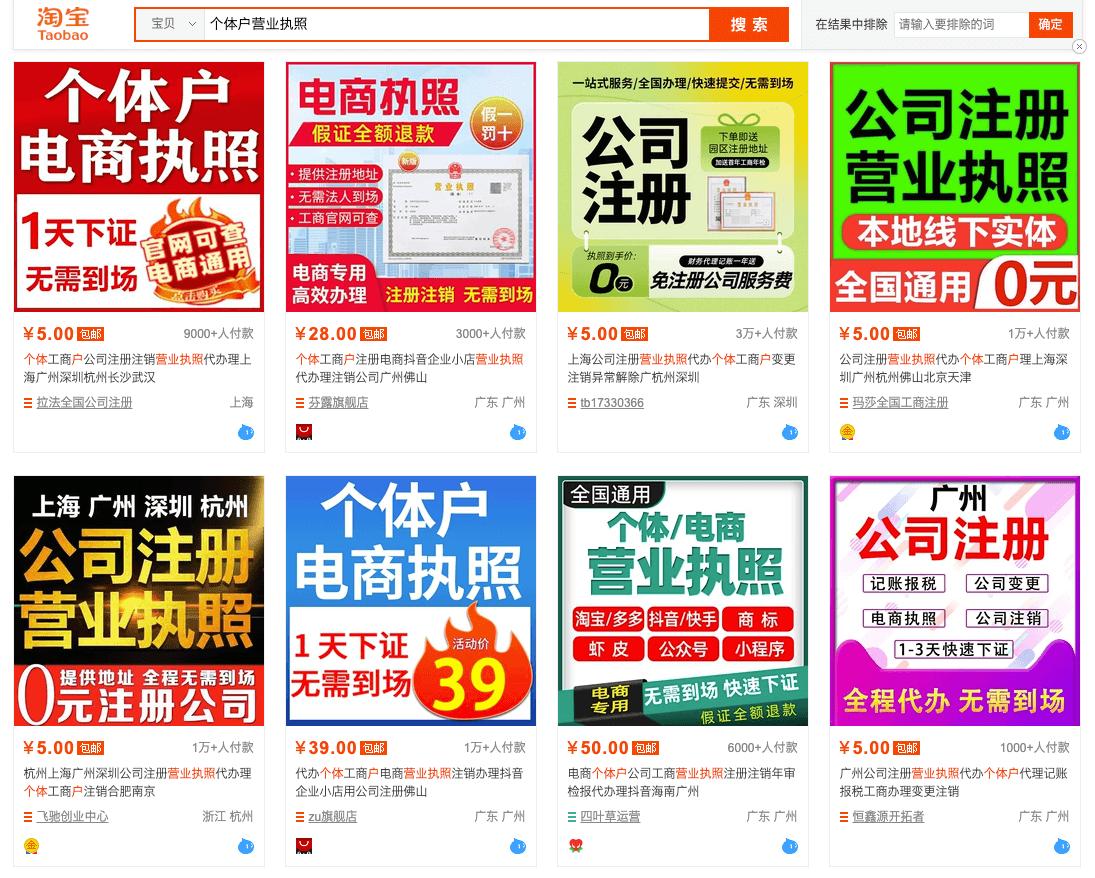 淘宝
Taobao
宝贝
个体户营业执照
搜 索
在结果中排除
请输入要排除的词
确定
个体户
电商执照
1天下证
无需到场
官网可查
电商通用
点击购买
¥5.00 包邮
9000+人付款
个体工商户公司注册注销营业执照代办理上
海广州深圳杭州长沙武汉
拉法全国公司注册
上海
电商执照
假证全额退款
假一
罚十
新版
·提供注册地址
·无需法人到场
·工商官网可查
营业执照
电商专用
高效办理
注册注销 无需到场
¥28.00 包邮
3000+人付款
个体工商户注册电商抖音企业小店营业执照
代办理注销公司广州佛山
芬露旗舰店
广东 广州
一站式服务/全国办理/快速提交/无需到场
公司
注册
下单即送
园区注册地址
加送首年工商年检
执照到手价:
0元
财务代理记账一年送
免注册公司服务费
¥5.00 包邮
3万+人付款
上海公司注册营业执照代办个体工商户变更
注销异常解除广杭州深圳
tb17330366
广东 深圳
公司注册
营业执照
本地线下实体
全国通用
0元
¥5.00 包邮
1万+人付款
公司注册营业执照代办个体工商户理上海深
圳广州杭州佛山北京天津
玛莎全国工商注册
广东 广州
上海 广州 深圳 杭州
公司注册
营业执照
提供地址 全程无需到场
0元注册公司
¥5.00 包邮
1万+人付款
杭州上海广州深圳公司注册营业执照代办理
个体工商户注销合肥南京
飞驰创业中心
浙江 杭州
个体户
电商执照
1天下证
无需到场
活动价
39
¥39.00 包邮
1万+人付款
代办个体工商户电商营业执照注销办理抖音
企业小店用公司注册佛山
zu旗舰店
广东 广州
全国通用
个体/电商
营业执照
淘宝/多多
抖音/快手
商 标
虾 皮
公众号
小程序
电商
专用
无需到场 快速下证
假证全额退款
¥50.00 包邮
6000+人付款
电商个体户公司工商营业执照注册注销年审
检报代办理抖音海南广州
四叶草运营
广东 广州
广州
公司注册
记账报税
公司变更
电商执照
公司注销
1-3天快速下证
全程代办 无需到场
¥5.00 包邮
1000+人付款
广州公司注册营业执照代办个体户代理记账
报税工商办理变更注销
恒鑫源开拓者
广东 广州